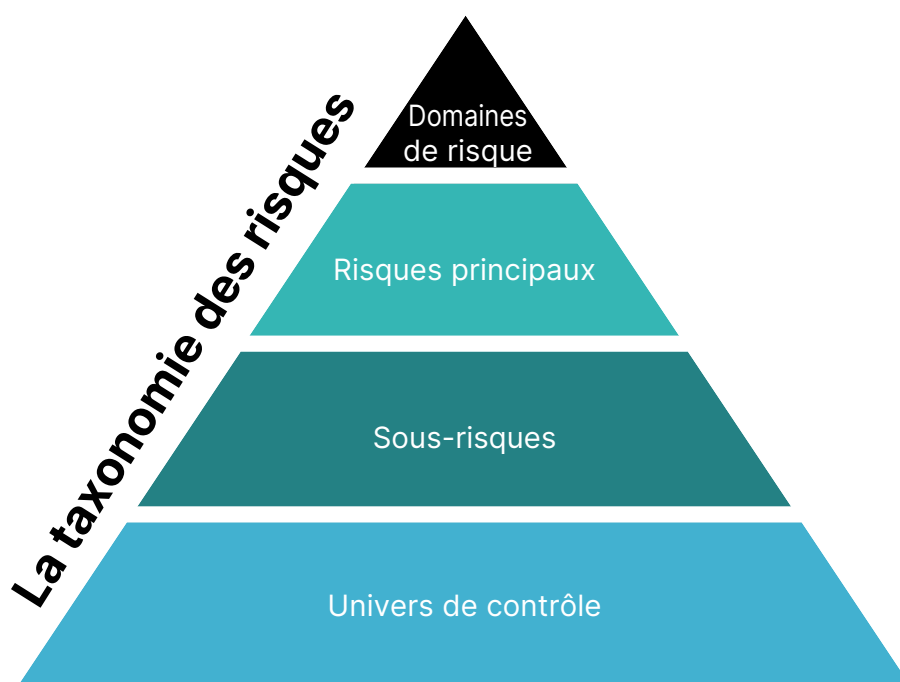 La taxonomie des risques
Domaines
de risque
Risques principaux
Sous-risques
Univers de contrôle